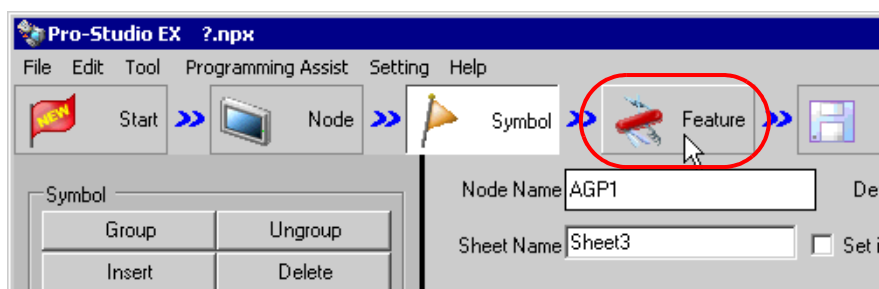 Pro-Studio EX ?.npx
File Edit Tool Programming Assist Setting Help
NEW Start Node Symbol Feature
Symbol
Node Name AGP1 De
Group Ungroup
Sheet Name Sheet3 Set i
Insert Delete